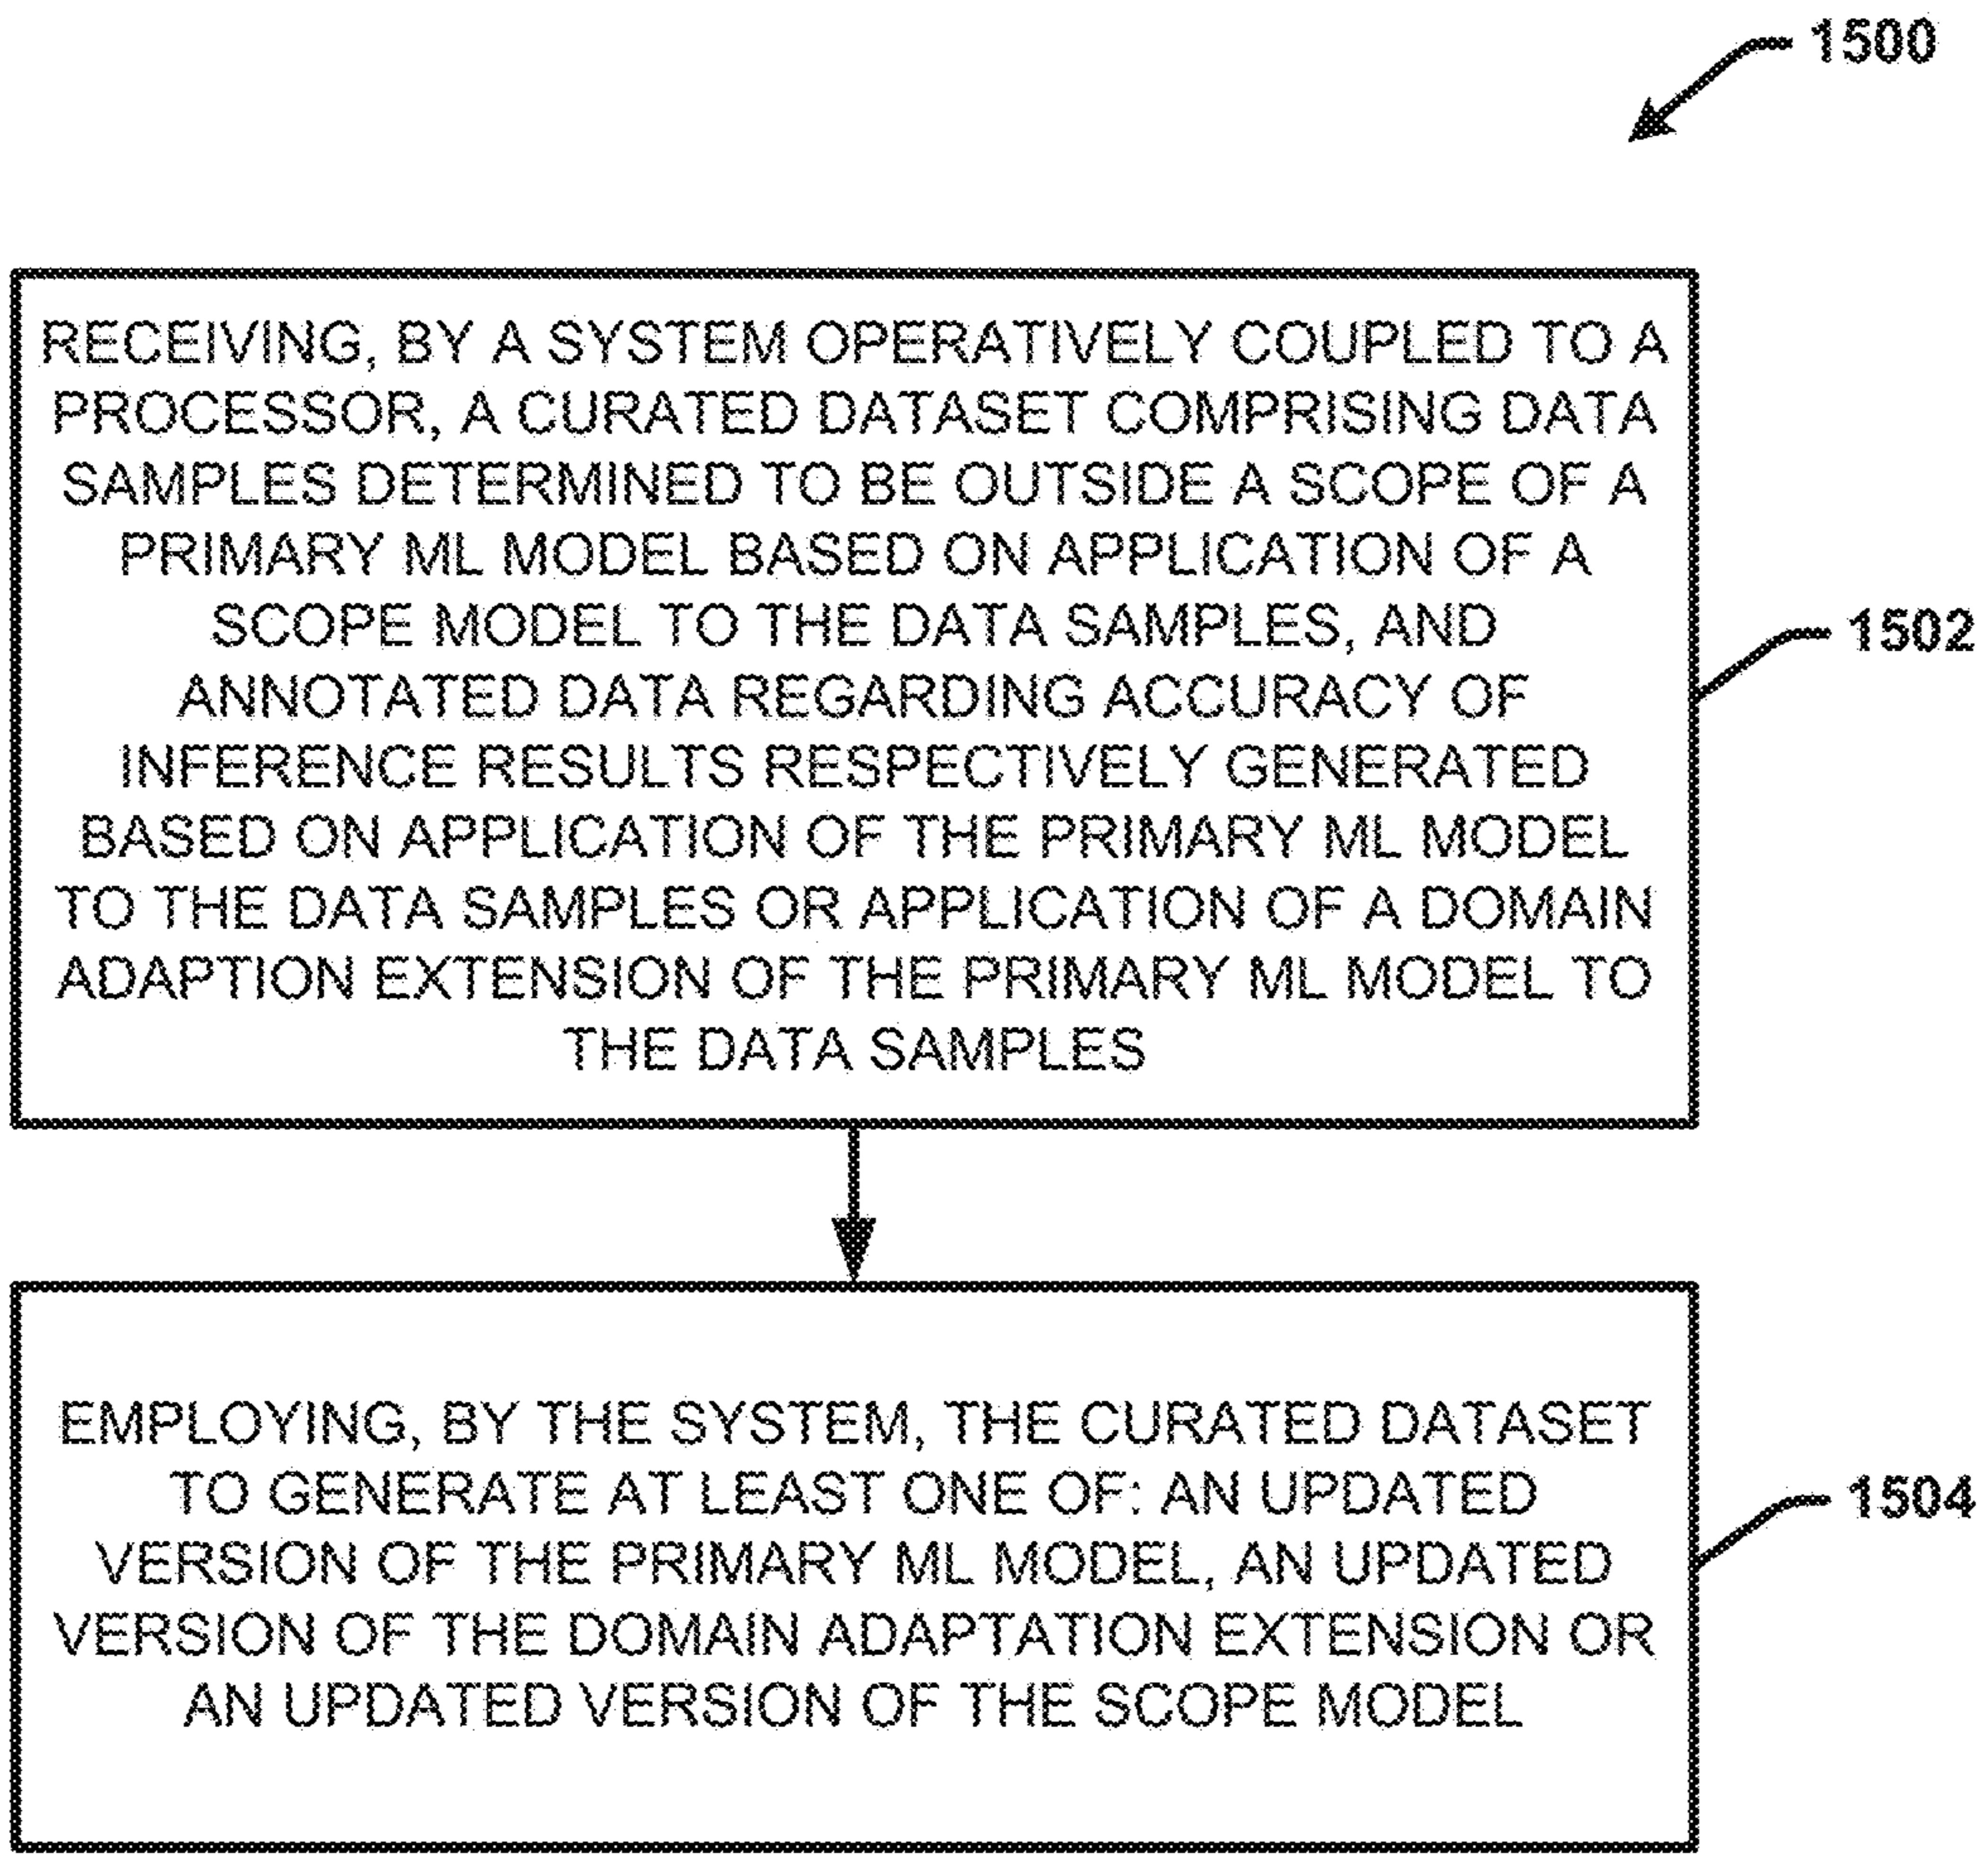 1500
RECEIVING, BY A SYSTEM OPERATIVELY COUPLED TO A
PROCESSOR, A CURATED DATASET COMPRISING DATA
SAMPLES DETERMINED TO BE OUTSIDE A SCOPE OF A
PRIMARY ML MODEL BASED ON APPLICATION OF A
SCOPE MODEL TO THE DATA SAMPLES, AND
ANNOTATED DATA REGARDING ACCURACY OF
INFERENCE RESULTS RESPECTIVELY GENERATED
BASED ON APPLICATION OF THE PRIMARY ML MODEL
TO THE DATA SAMPLES OR APPLICATION OF A DOMAIN
ADAPTION EXTENSION OF THE PRIMARY ML MODEL TO
THE DATA SAMPLES
1502
EMPLOYING, BY THE SYSTEM, THE CURATED DATASET
TO GENERATE AT LEAST ONE OF: AN UPDATED
VERSION OF THE PRIMARY ML MODEL, AN UPDATED
VERSION OF THE DOMAIN ADAPTATION EXTENSION OR
AN UPDATED VERSION OF THE SCOPE MODEL
1504